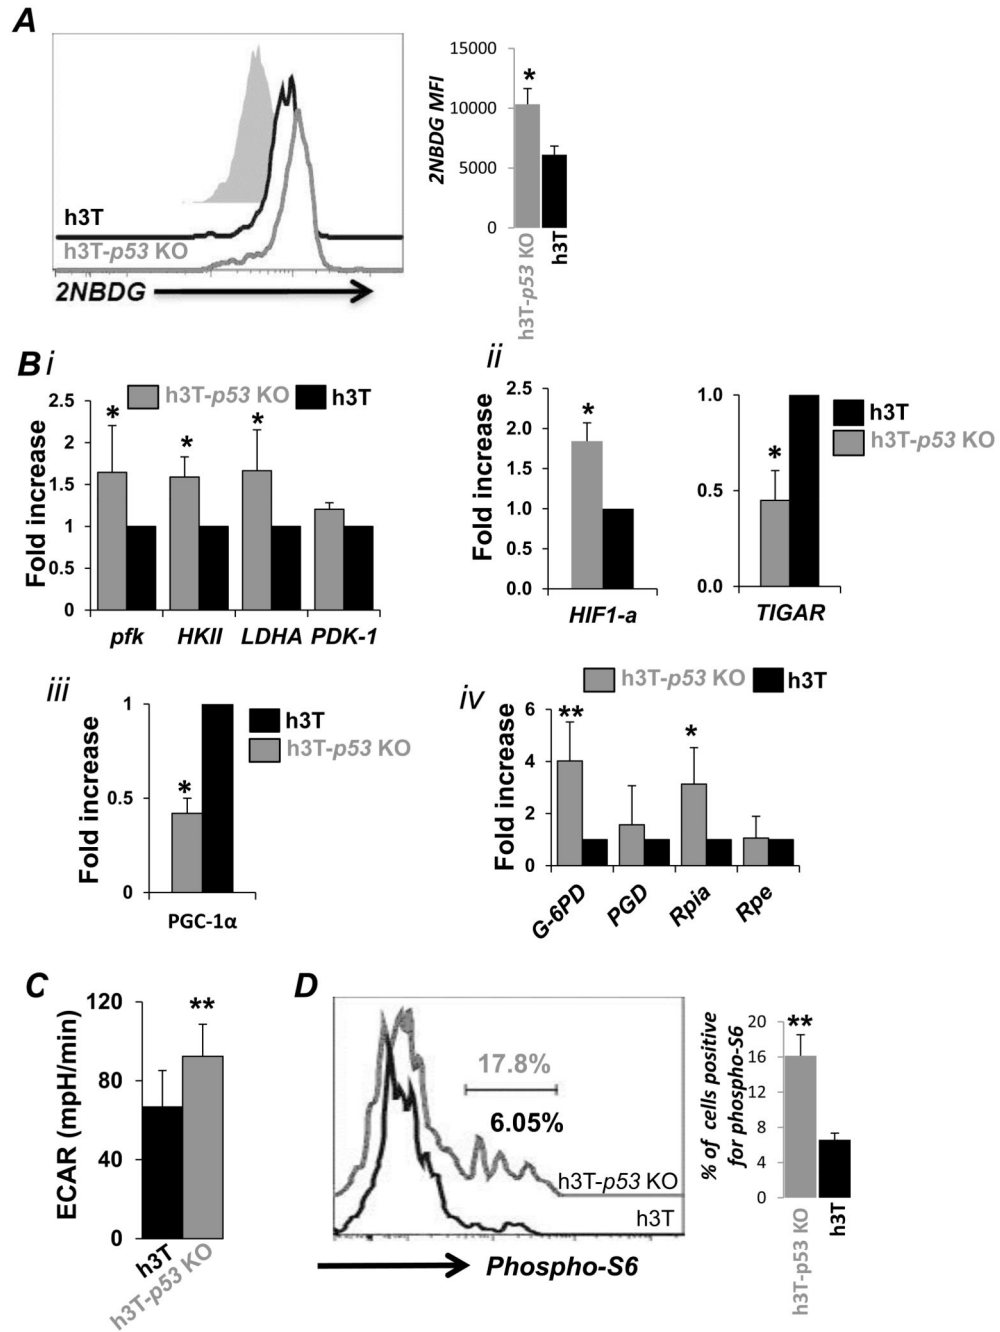 A
h3T
h3T-p53 KO
2NBDG
15000
10000
5000
0
2NBDG MFI
*
h3T-p53 KO
h3T
B i
h3T-p53 KO h3T
2.5
2
1.5
1
0.5
0
Fold increase
* * *
pfk HKII LDHA PDK-1
ii
2.5
2.0
1.5
1.0
0.5
0.0
Fold increase
*
HIF1-a
1.0
0.5
0.0
*
TIGAR
h3T
h3T-p53 KO
iii
1
0.5
0
Fold increase
*
PGC-1α
h3T
h3T-p53 KO
iv
h3T-p53 KO h3T
6
4
2
0
Fold increase
** *
G-6PD PGD Rpia Rpe
C
120
80
40
0
ECAR (mpH/min)
**
h3T
h3T-p53 KO
D
17.8%
6.05%
h3T-p53 KO
h3T
Phospho-S6
% of cells positive
for phospho-S6
20
16
12
8
4
0
**
h3T-p53 KO
h3T